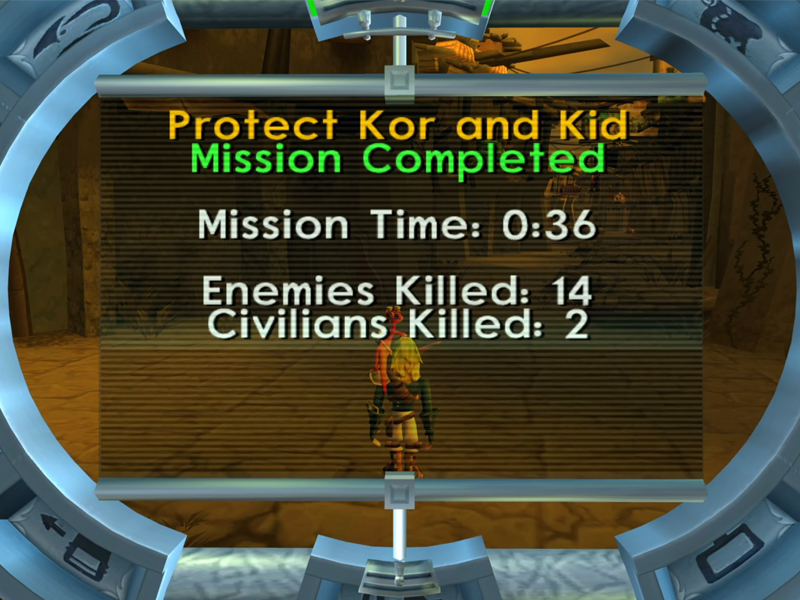 Protect Kor and Kid
Mission Completed
Mission Time: 0:36
Enemies Killed: 14
Civilians Killed: 2